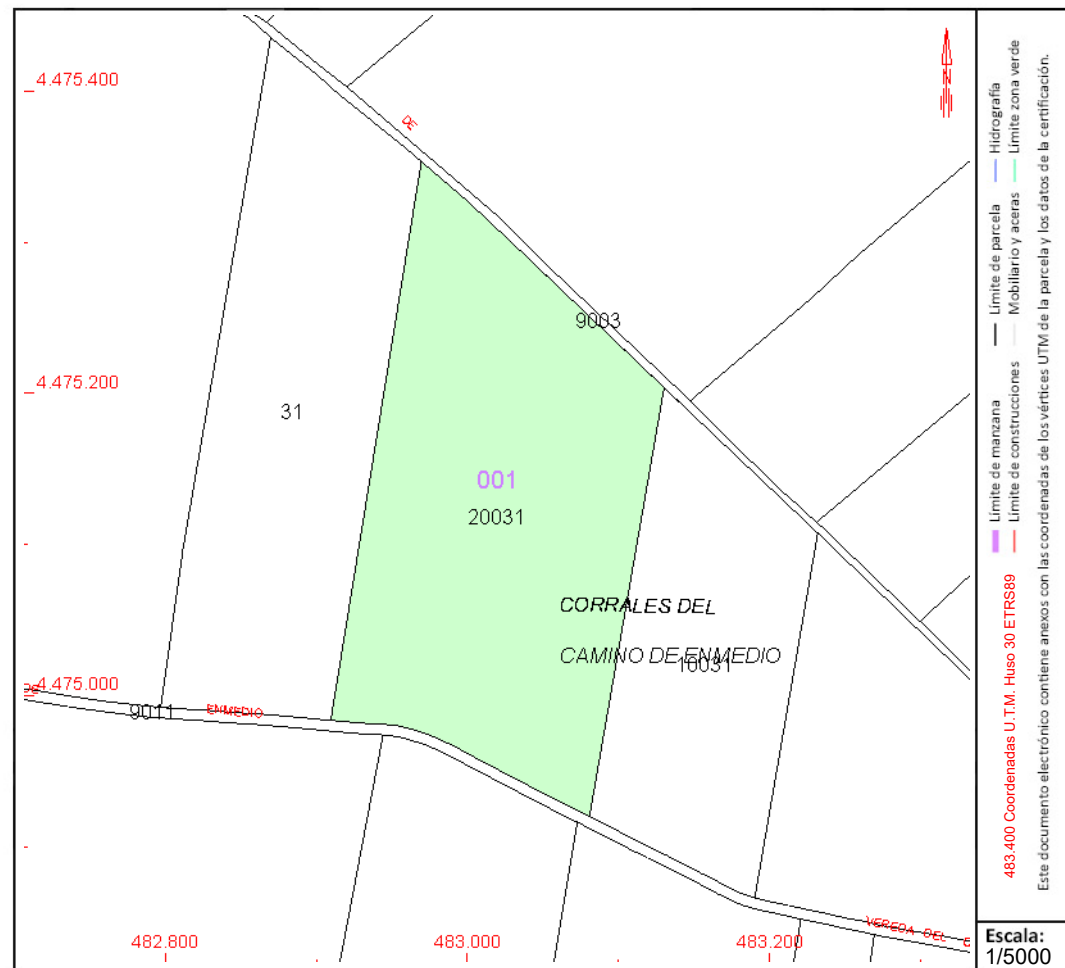 4.475.400
DE
N
9003
4.475.200
31
001
20031
CORRALES DEL
CAMINO DE ENMEDIO
10031
4.475.000
DE
9011
ENMEDIO
VEREDA DEL
482.800
483.000
483.200
Límite de manzana
Límite de construcciones
Límite de parcela
Mobiliario y aceras
Hidrografía
Límite zona verde
483.400 Coordenadas U.T.M. Huso 30 ETRS89
Este documento electrónico contiene anexos con las coordenadas de los vértices UTM de la parcela y los datos de la certificación.
Escala:
1/5000